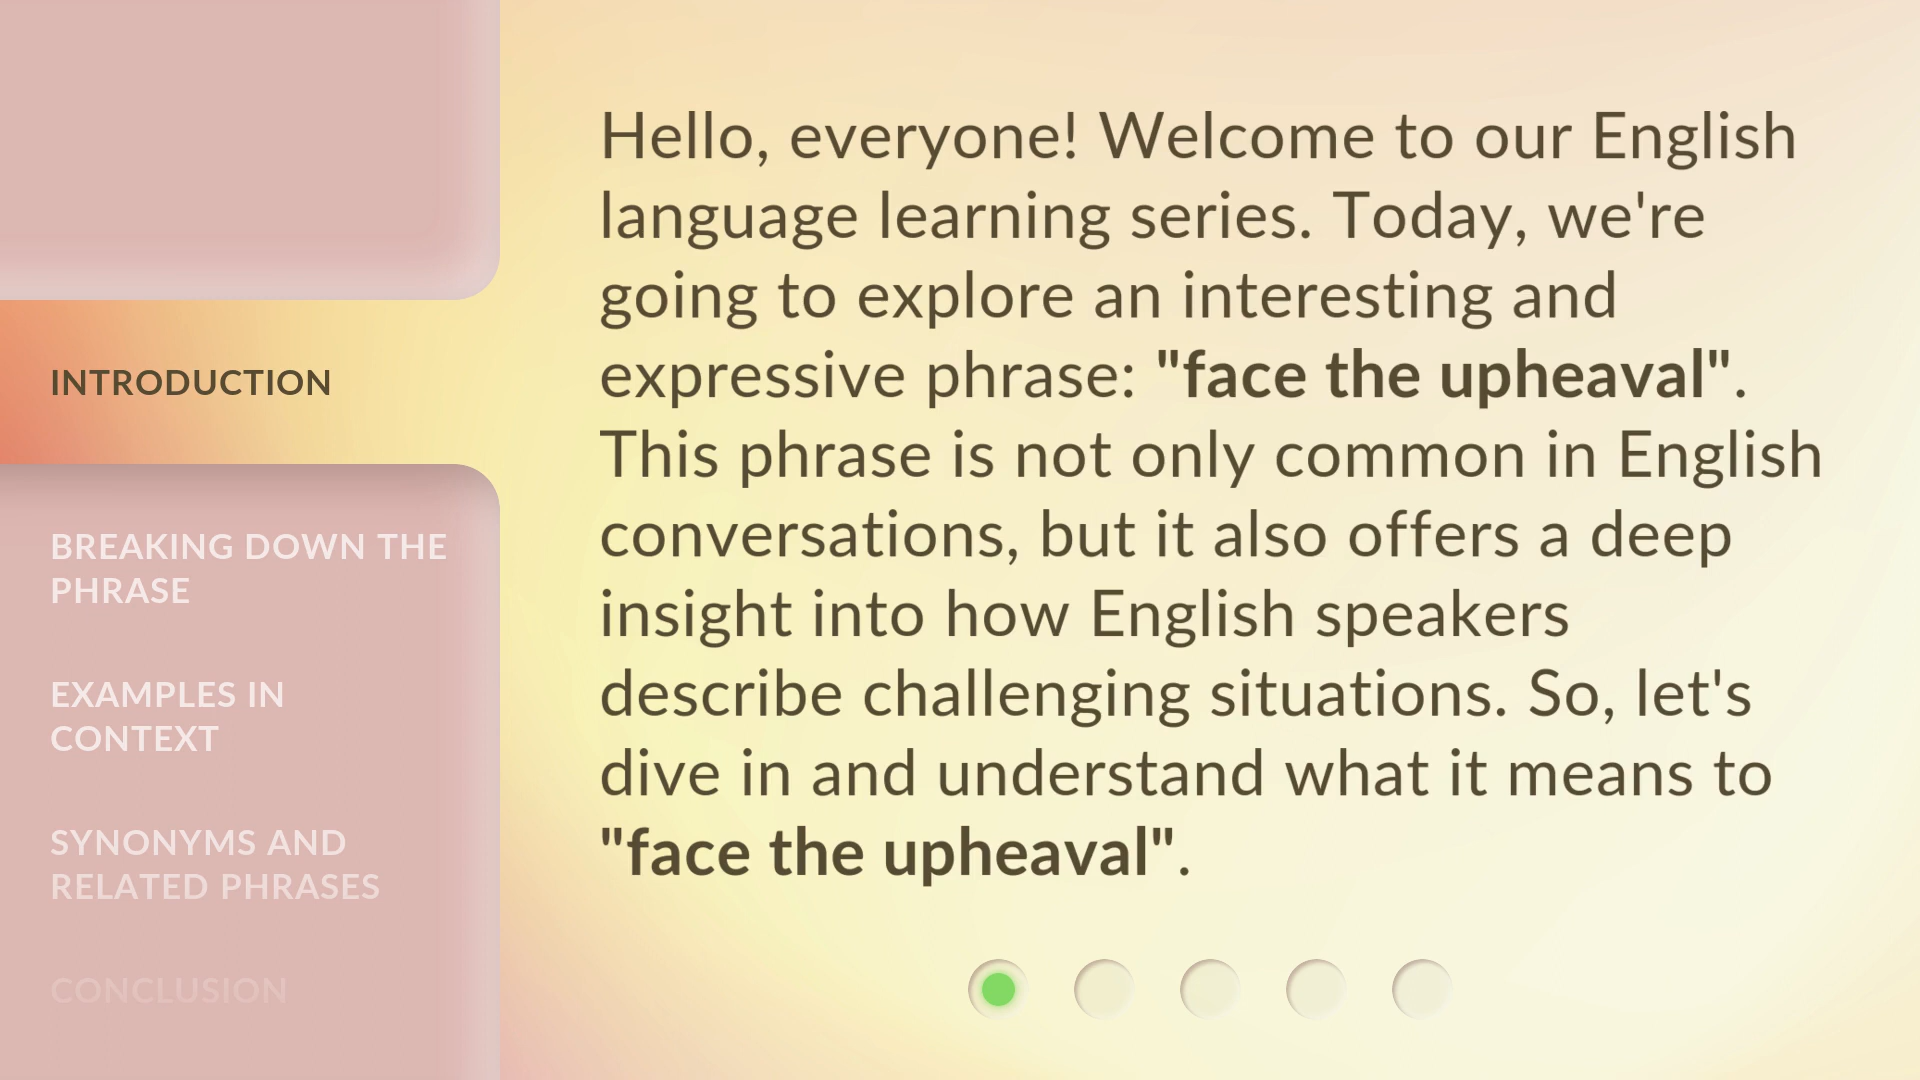 INTRODUCTION
BREAKING DOWN THE
PHRASE
EXAMPLES IN
CONTEXT
SYNONYMS AND
RELATED PHRASES
CONCLUSION
Hello, everyone! Welcome to our English
language learning series. Today, we're
going to explore an interesting and
expressive phrase: "face the upheaval".
This phrase is not only common in English
conversations, but it also offers a deep
insight into how English speakers
describe challenging situations. So, let's
dive in and understand what it means to
"face the upheaval".